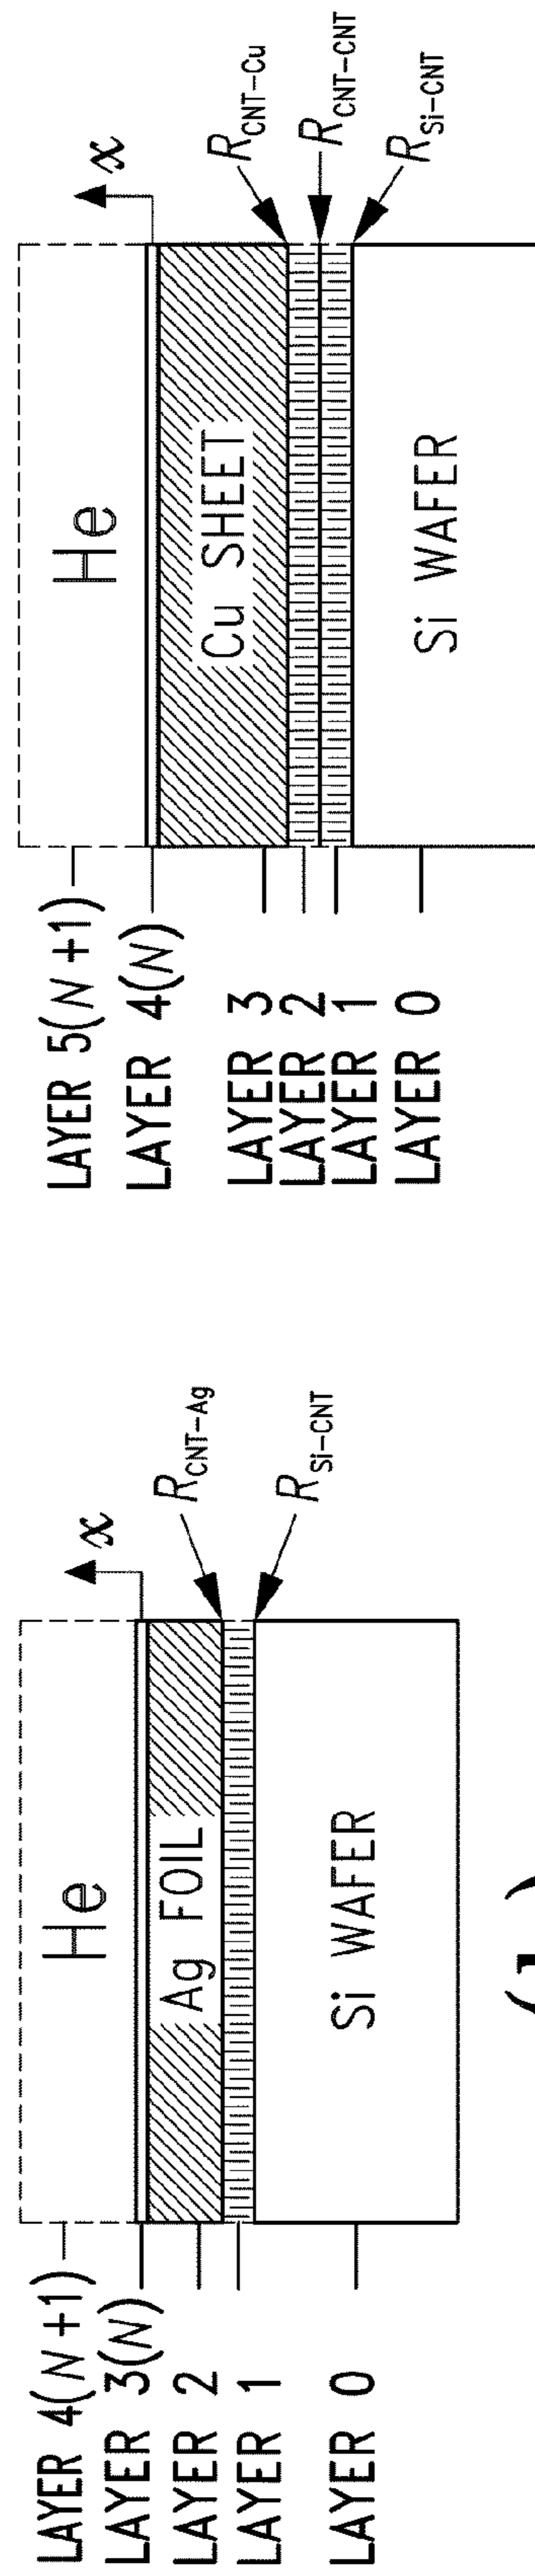 LAYER 4(N+1)
LAYER 3(N)
LAYER 2
LAYER 1
LAYER 0
He
Ag FOIL
Si WAFER
x
R_CNT–Ag
R_Si–CNT
LAYER 5(N+1)
LAYER 4(N)
LAYER 3
LAYER 2
LAYER 1
LAYER 0
He
Cu SHEET
Si WAFER
x
R_CNT–Cu
R_CNT–CNT
R_Si–CNT